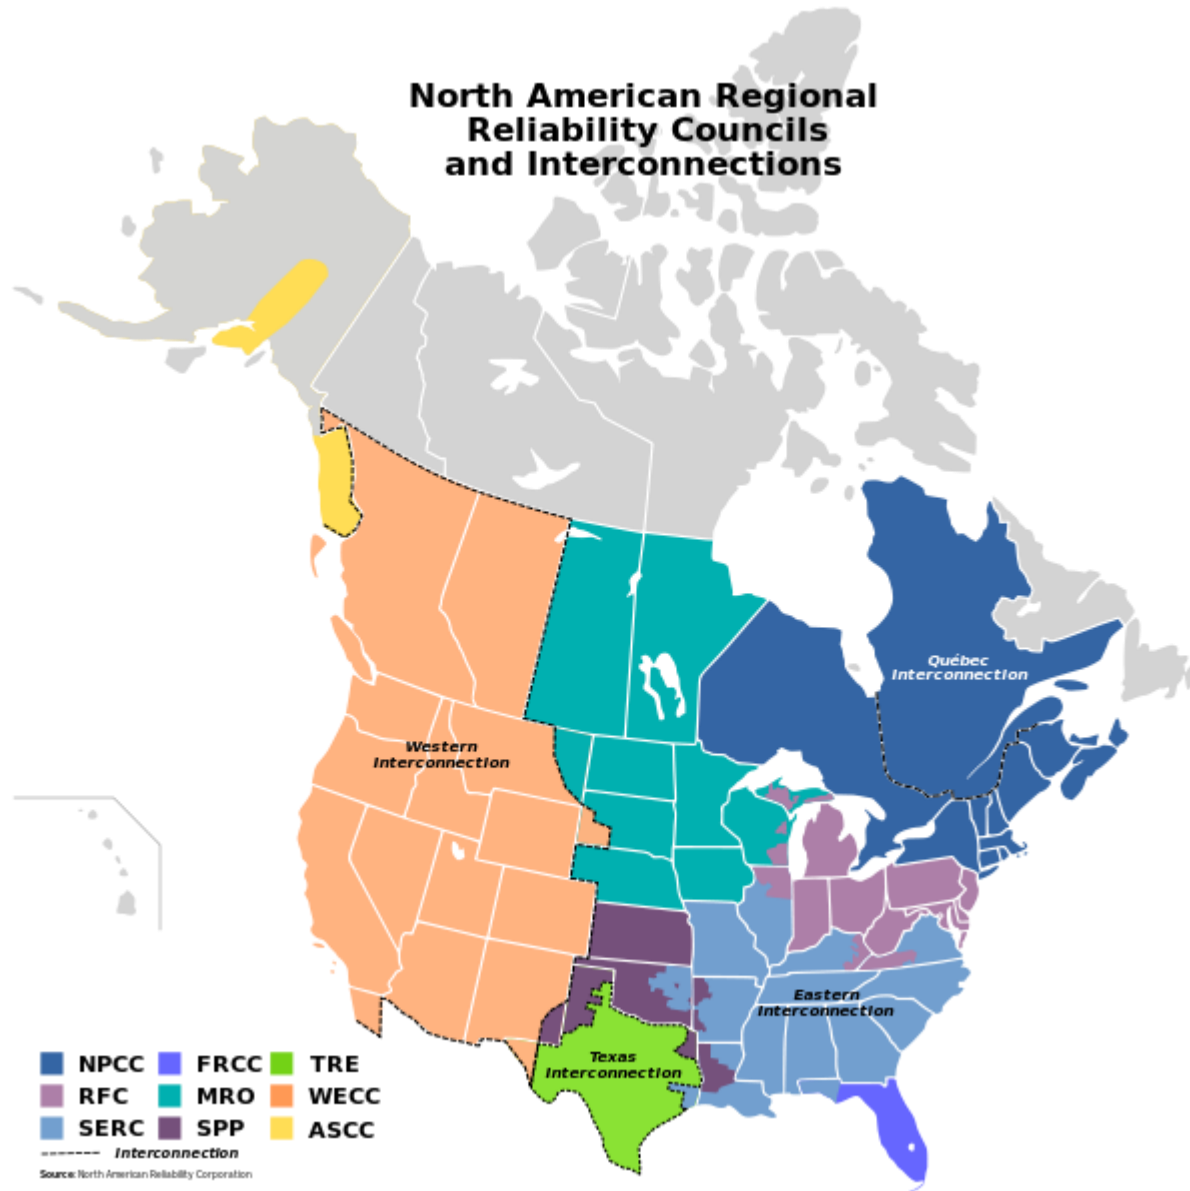 North American Regional
Reliability Councils
and Interconnections
Québec
Interconnection
Western
Interconnection
Eastern
Interconnection
Texas
Interconnection
NPCC FRCC TRE
RFC MRO WECC
SERC SPP ASCC
Interconnection
Source: North American Reliability Corporation